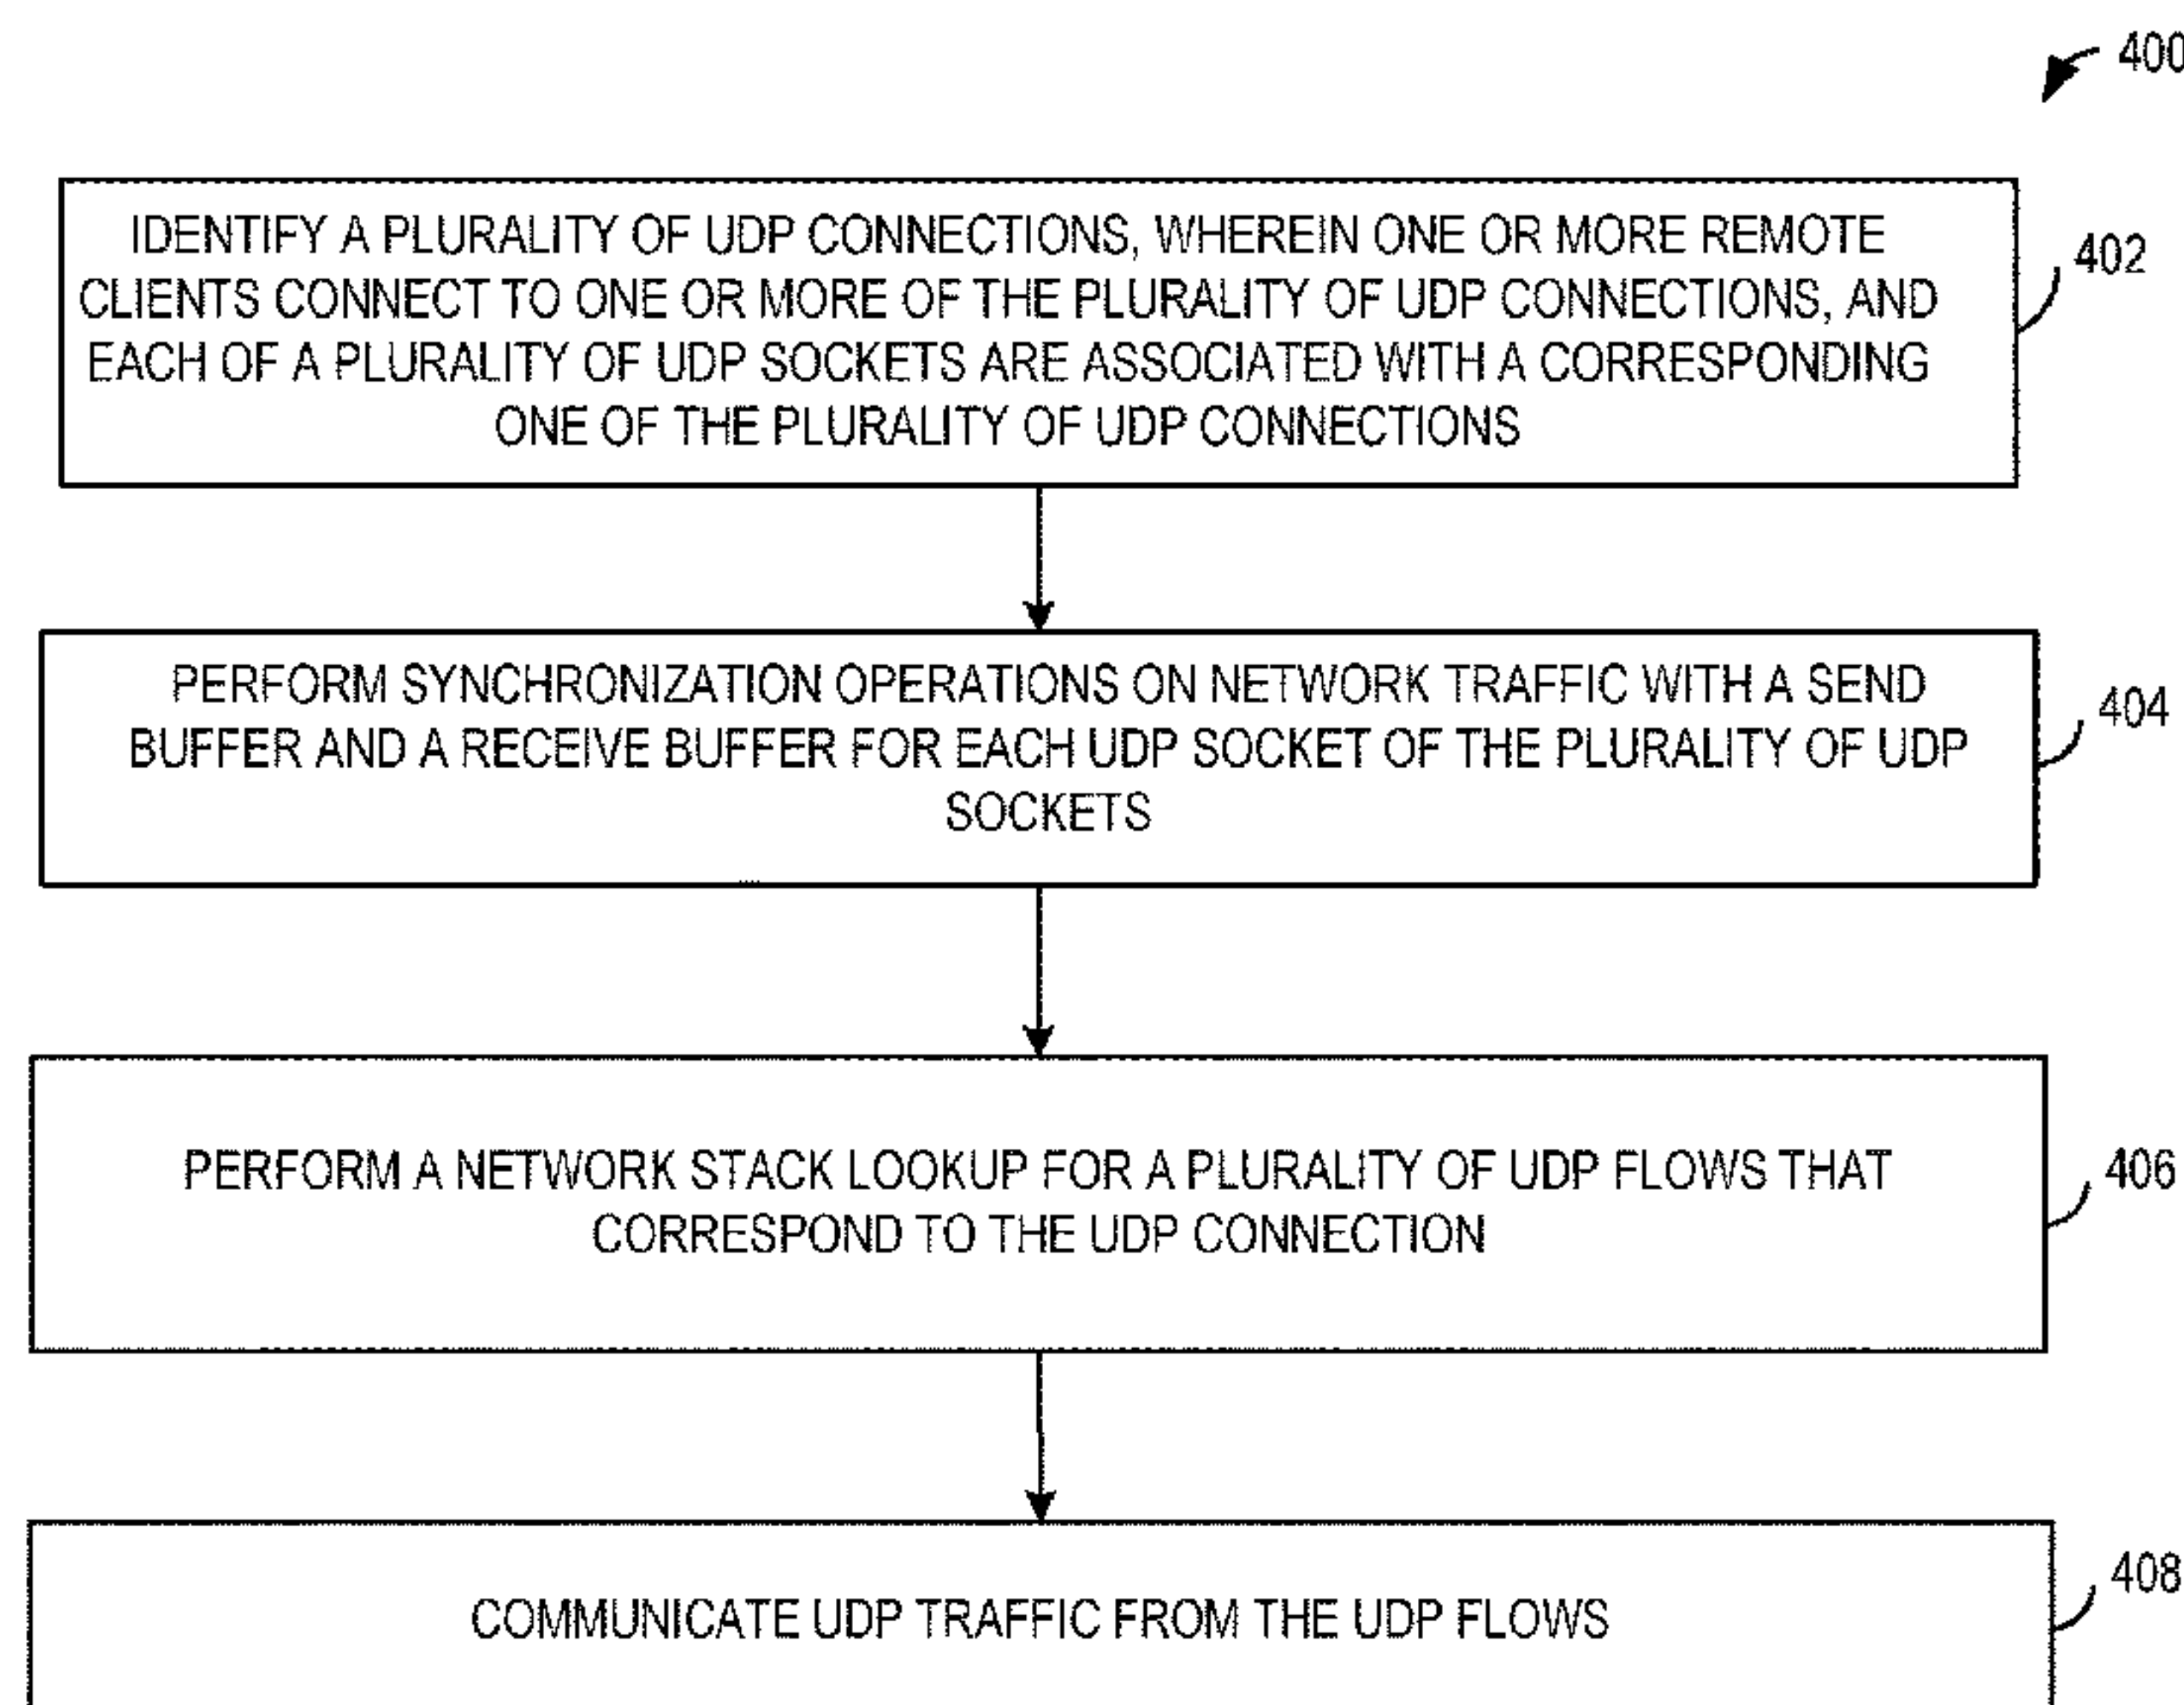 400
IDENTIFY A PLURALITY OF UDP CONNECTIONS, WHEREIN ONE OR MORE REMOTE
CLIENTS CONNECT TO ONE OR MORE OF THE PLURALITY OF UDP CONNECTIONS, AND
EACH OF A PLURALITY OF UDP SOCKETS ARE ASSOCIATED WITH A CORRESPONDING
ONE OF THE PLURALITY OF UDP CONNECTIONS
402
PERFORM SYNCHRONIZATION OPERATIONS ON NETWORK TRAFFIC WITH A SEND
BUFFER AND A RECEIVE BUFFER FOR EACH UDP SOCKET OF THE PLURALITY OF UDP
SOCKETS
404
PERFORM A NETWORK STACK LOOKUP FOR A PLURALITY OF UDP FLOWS THAT
CORRESPOND TO THE UDP CONNECTION
406
COMMUNICATE UDP TRAFFIC FROM THE UDP FLOWS
408